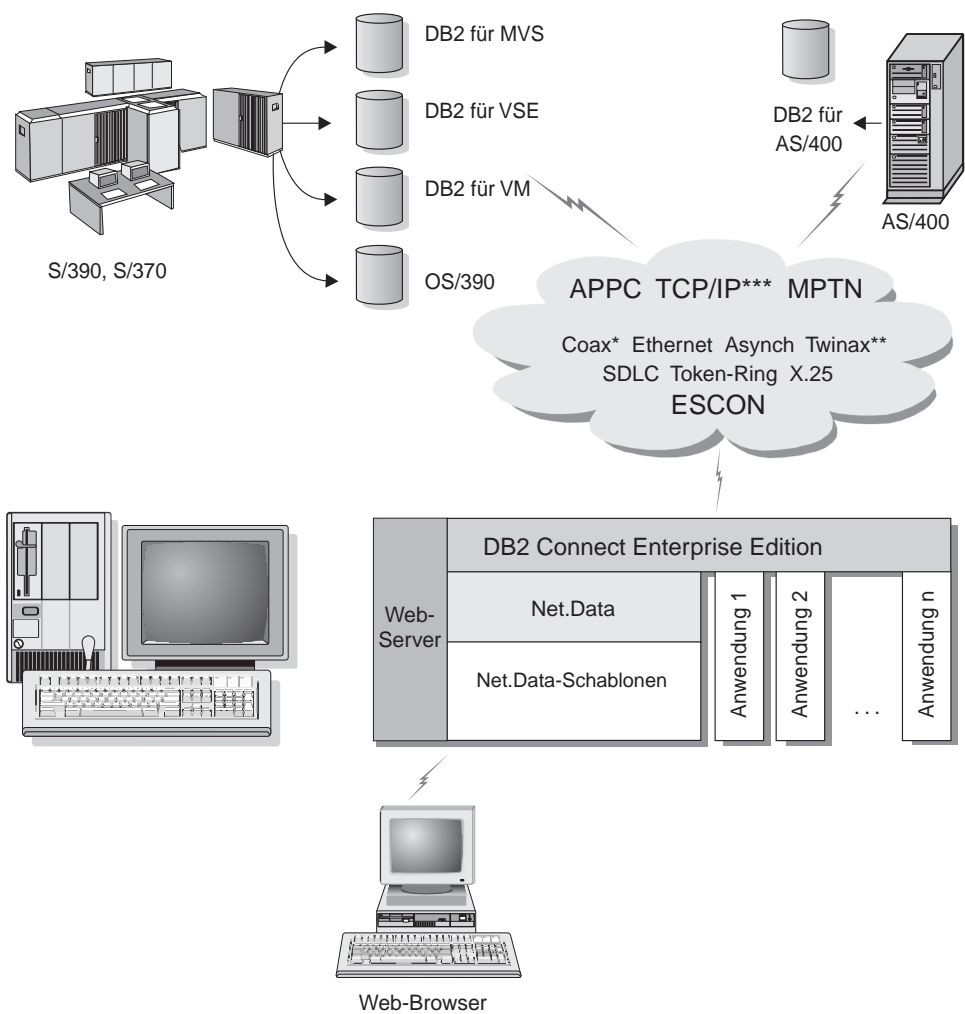 DB2 für MVS
DB2 für VSE
DB2 für VM
OS/390
S/390, S/370
DB2 für
AS/400
AS/400
APPC TCP/IP*** MPTN
Coax* Ethernet Asynch Twinax**
SDLC Token-Ring X.25
ESCON
DB2 Connect Enterprise Edition
Web-
Server
Net.Data
Net.Data-Schablonen
Anwendung 1
Anwendung 2
. . .
Anwendung n
Web-Browser